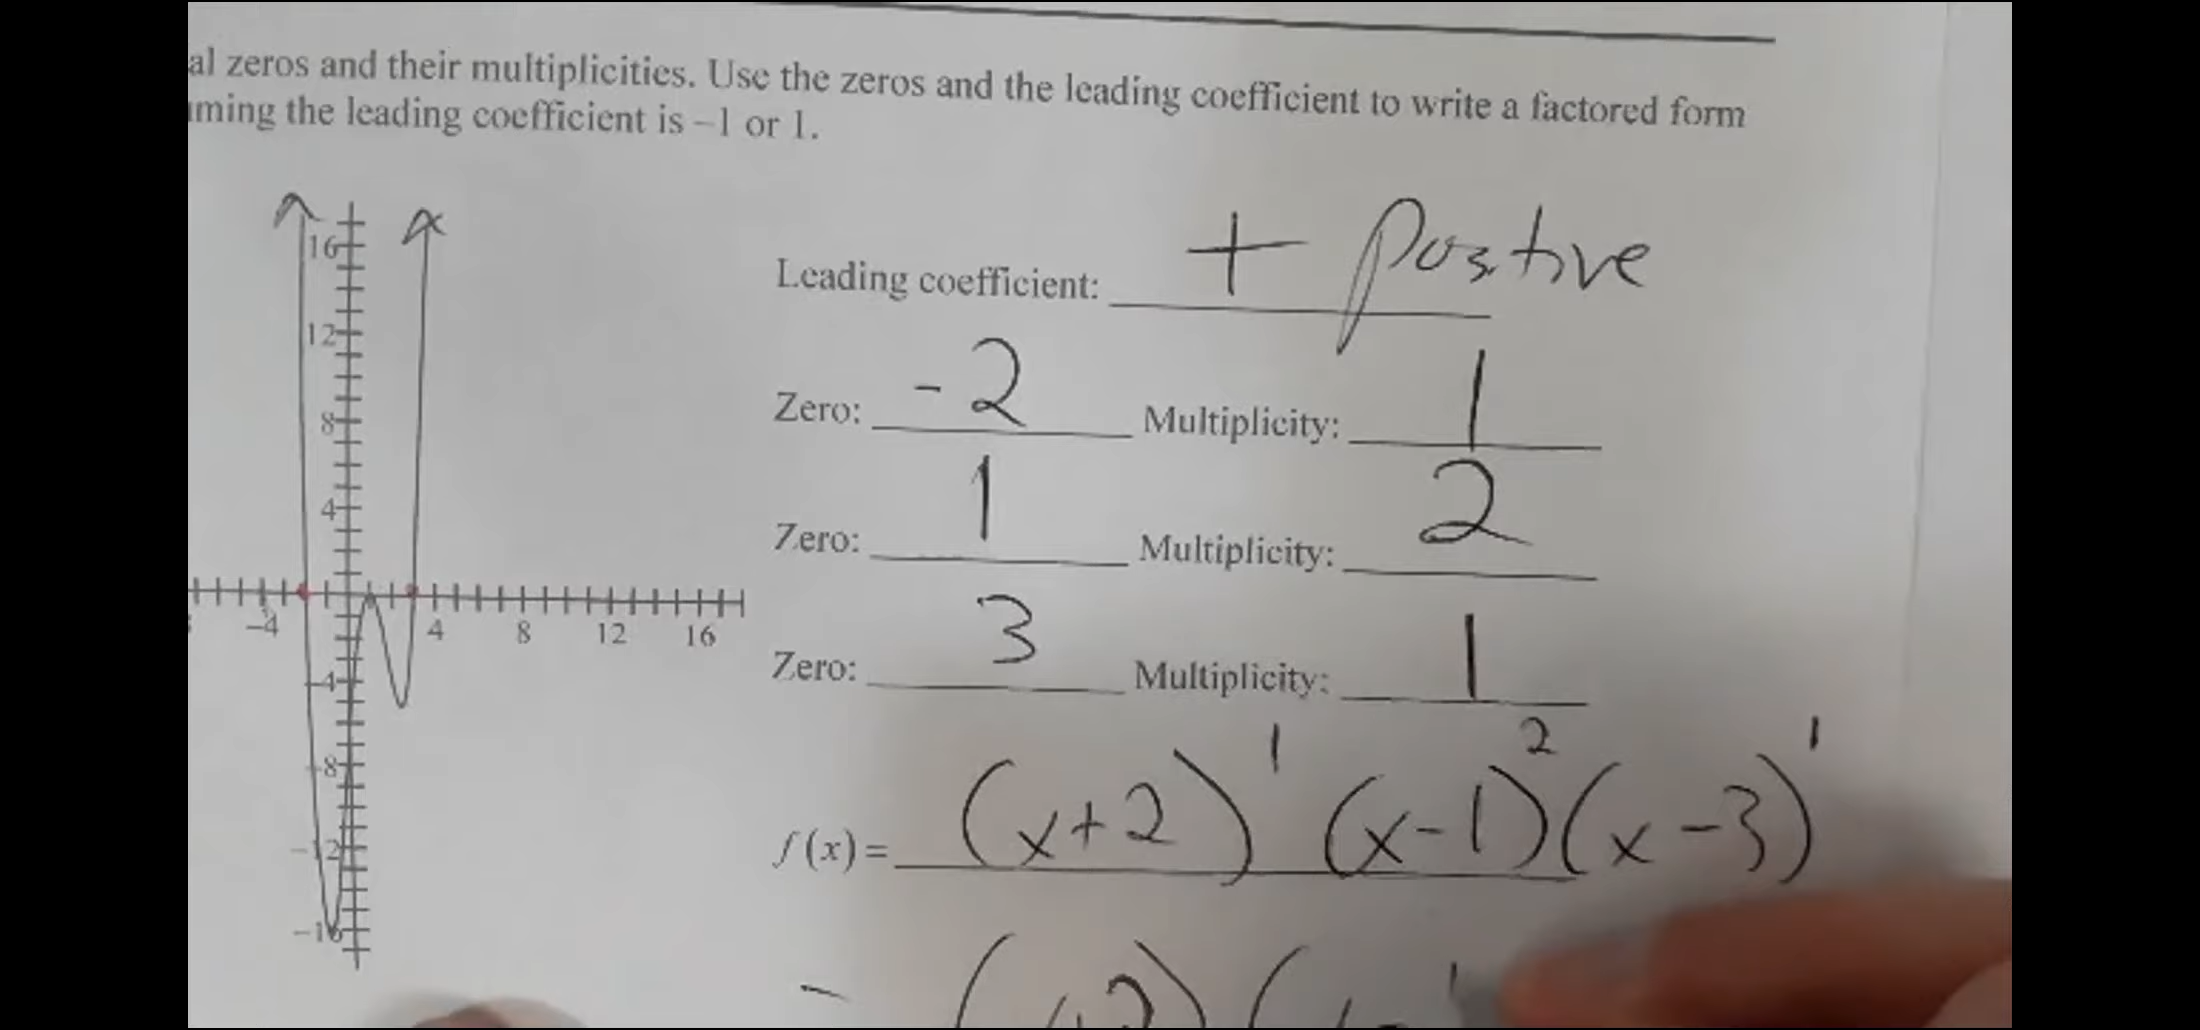 al zeros and their multiplicities. Use the zeros and the leading coefficient to write a factored form
ming the leading coefficient is –1 or 1.
Leading coefficient: + positive
Zero: -2 Multiplicity: 1
Zero: 1 Multiplicity: 2
Zero: 3 Multiplicity: 1
f(x)= (x+2)¹ (x-1)²(x-3)¹
16
12
8
4
-4 4 8 12 16
-4
-8
-12
-16